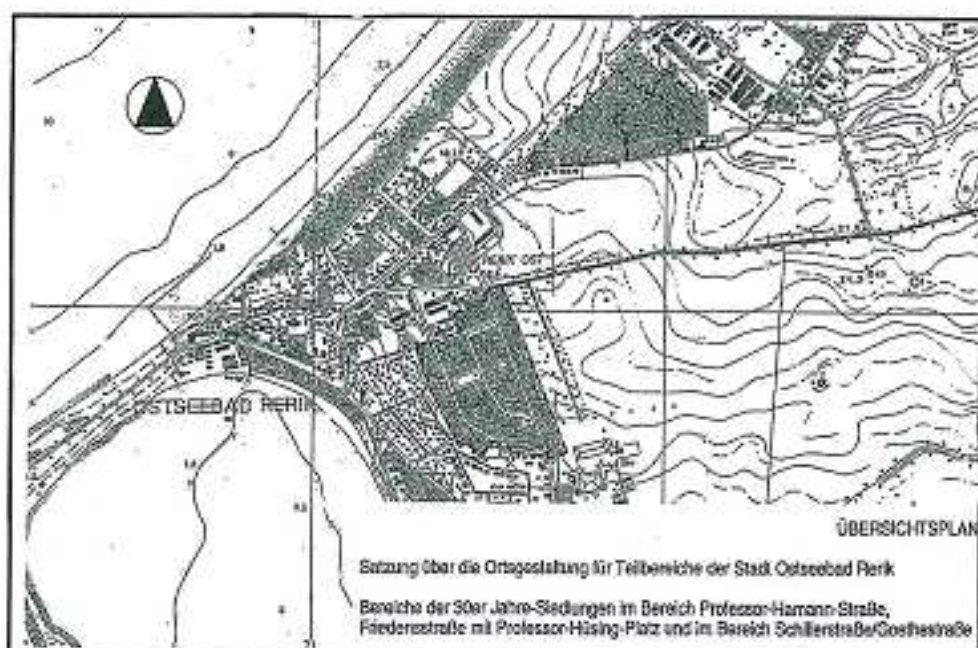 OSTSEEBAD RERIK
ÜBERSICHTSPLAN
Satzung über die Ortsgestaltung für Teilbereiche der Stadt Ostseebad Rerik
Bereiche der 30er Jahre-Siedlungen im Bereich Professor-Hamann-Straße,
Friedensstraße mit Professor-Hüsing-Platz und im Bereich Schillerstraße/Goethestraße